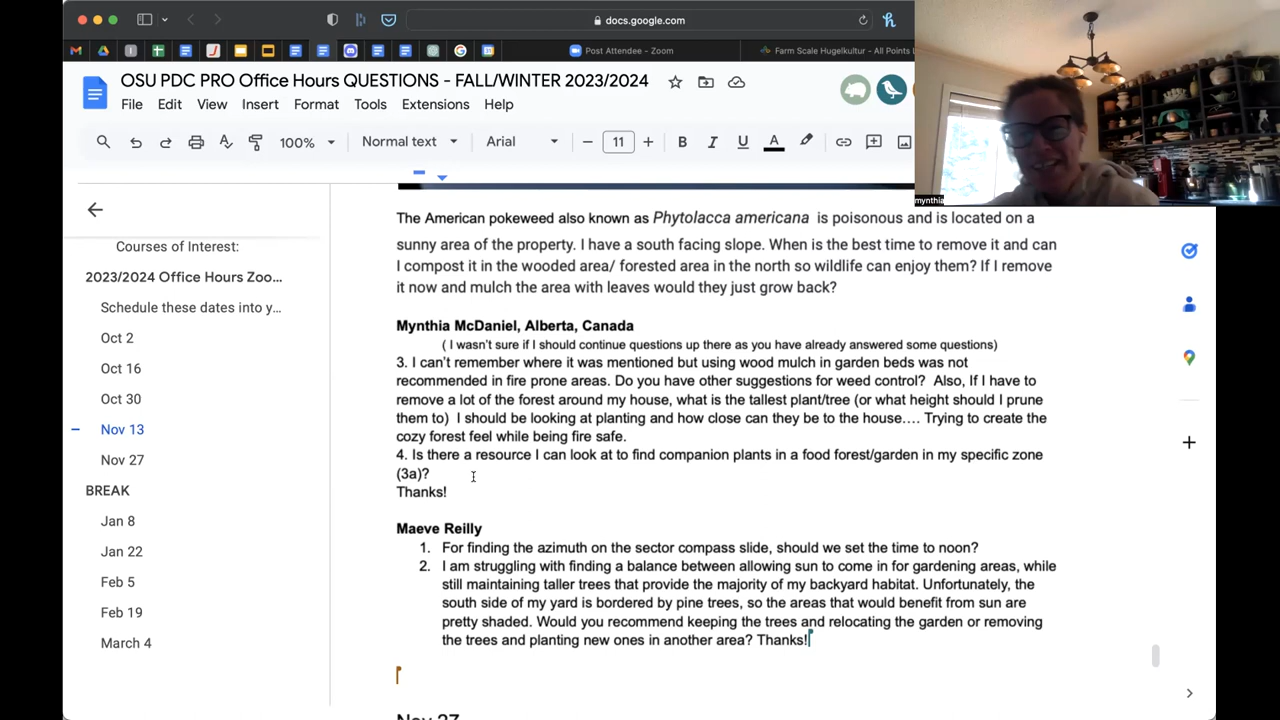 docs.google.com
Post Attendee - Zoom
Farm Scale Hugelkultur - All Points L
OSU PDC PRO Office Hours QUESTIONS - FALL/WINTER 2023/2024
File Edit View Insert Format Tools Extensions Help
100% Normal text Arial 11
mynthia
Courses of Interest:
2023/2024 Office Hours Zoo...
Schedule these dates into y...
Oct 2
Oct 16
Oct 30
Nov 13
Nov 27
BREAK
Jan 8
Jan 22
Feb 5
Feb 19
March 4
The American pokeweed also known as Phytolacca americana is poisonous and is located on a
sunny area of the property. I have a south facing slope. When is the best time to remove it and can
I compost it in the wooded area/ forested area in the north so wildlife can enjoy them? If I remove
it now and mulch the area with leaves would they just grow back?
Mynthia McDaniel, Alberta, Canada
( I wasn't sure if I should continue questions up there as you have already answered some questions)
3. I can't remember where it was mentioned but using wood mulch in garden beds was not
recommended in fire prone areas. Do you have other suggestions for weed control? Also, If I have to
remove a lot of the forest around my house, what is the tallest plant/tree (or what height should I prune
them to) I should be looking at planting and how close can they be to the house.... Trying to create the
cozy forest feel while being fire safe.
4. Is there a resource I can look at to find companion plants in a food forest/garden in my specific zone
(3a)?
Thanks!
Maeve Reilly
1. For finding the azimuth on the sector compass slide, should we set the time to noon?
2. I am struggling with finding a balance between allowing sun to come in for gardening areas, while
still maintaining taller trees that provide the majority of my backyard habitat. Unfortunately, the
south side of my yard is bordered by pine trees, so the areas that would benefit from sun are
pretty shaded. Would you recommend keeping the trees and relocating the garden or removing
the trees and planting new ones in another area? Thanks!
Nov 27